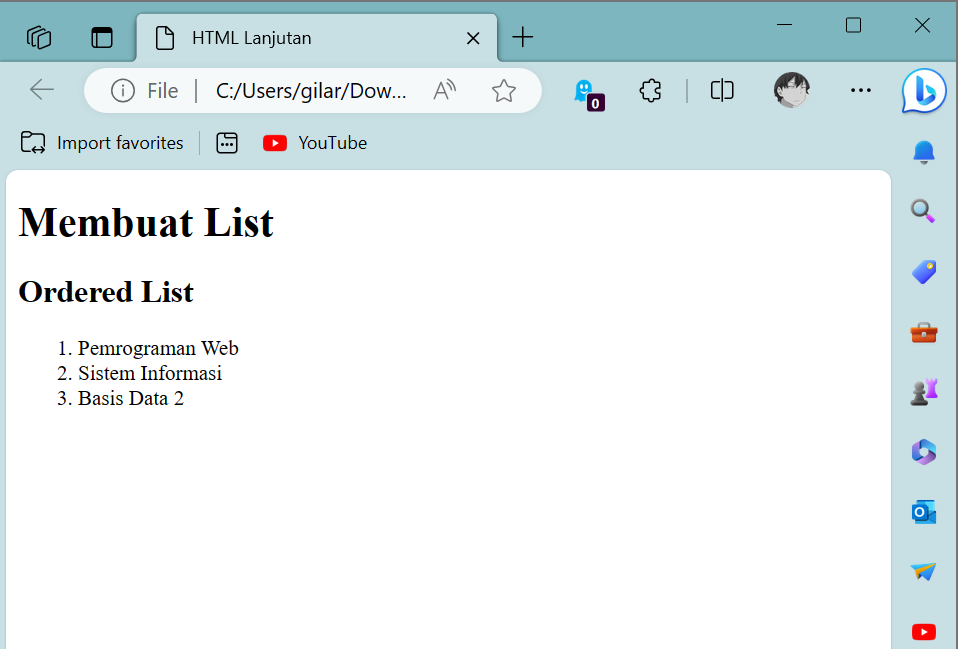 HTML Lanjutan
File C:/Users/gilar/Dow...
0
Import favorites YouTube
Membuat List
Ordered List
1. Pemrograman Web
2. Sistem Informasi
3. Basis Data 2